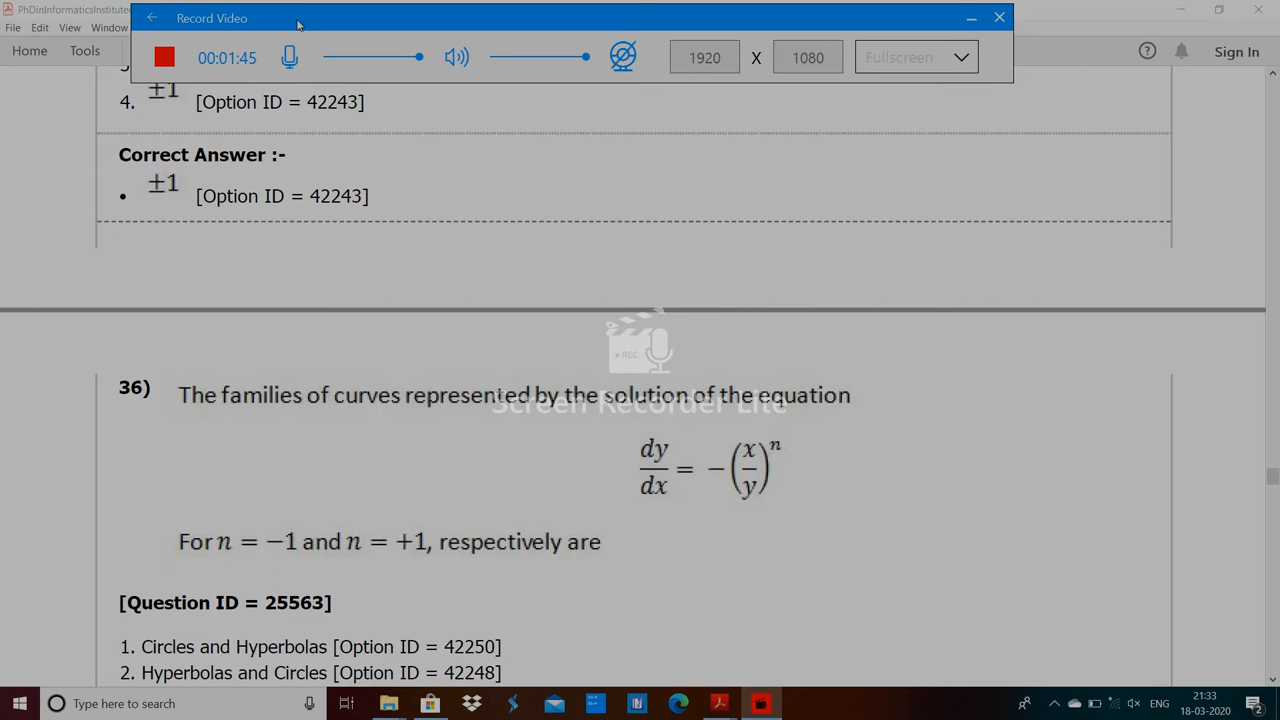 PhDinInformaticsInstitute
Record Video
File Edit View Window
00:01:45 1920 X 1080 Fullscreen
Home Tools Sign In
4. ±1 [Option ID = 42243]
Correct Answer :-
• ±1 [Option ID = 42243]
• REC
36) The families of curves represented by the solution of the equation
Screen Recorder Lite
dy/dx = −(x/y)^n
For n = −1 and n = +1, respectively are
[Question ID = 25563]
1. Circles and Hyperbolas [Option ID = 42250]
2. Hyperbolas and Circles [Option ID = 42248]
Type here to search
ENG
21:33
18-03-2020
2